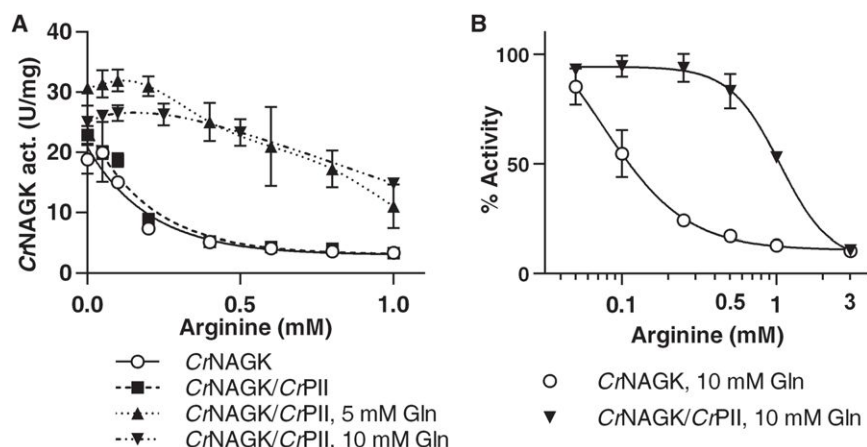 A
CrNAGK act. (U/mg)
40
30
20
10
0
0.0
0.5
1.0
Arginine (mM)
CrNAGK
CrNAGK/CrPII
CrNAGK/CrPII, 5 mM Gln
CrNAGK/CrPII, 10 mM Gln
B
% Activity
100
50
0
0.1
0.5
1
3
Arginine (mM)
CrNAGK, 10 mM Gln
CrNAGK/CrPII, 10 mM Gln